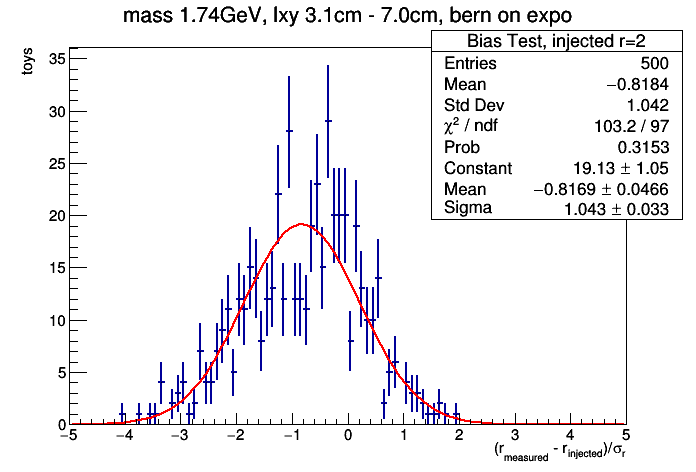 mass 1.74GeV, lxy 3.1cm - 7.0cm, bern on expo
Bias Test, injected r=2
Entries 500
Mean −0.8184
Std Dev 1.042
χ² / ndf 103.2 / 97
Prob 0.3153
Constant 19.13 ± 1.05
Mean −0.8169 ± 0.0466
Sigma 1.043 ± 0.033
toys
35
30
25
20
15
10
5
0
−5 −4 −3 −2 −1 0 1 2 3 4 5
(r measured - r injected)/σr